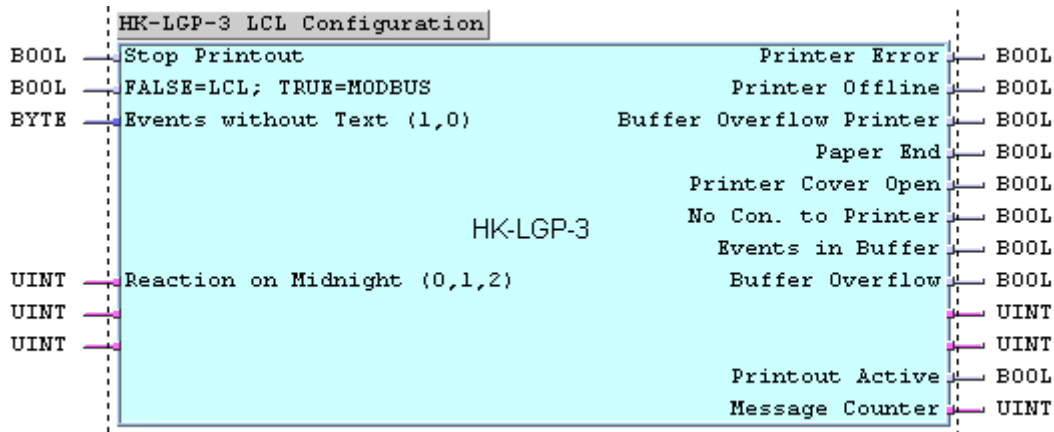 HK-LGP-3 LCL Configuration
BOOL Stop Printout Printer Error BOOL
BOOL FALSE=LCL; TRUE=MODBUS Printer Offline BOOL
BYTE Events without Text (1,0) Buffer Overflow Printer BOOL
Paper End BOOL
Printer Cover Open BOOL
No Con. to Printer BOOL
HK-LGP-3
Events in Buffer BOOL
UINT Reaction on Midnight (0,1,2) Buffer Overflow BOOL
UINT UINT
UINT UINT
Printout Active BOOL
Message Counter UINT